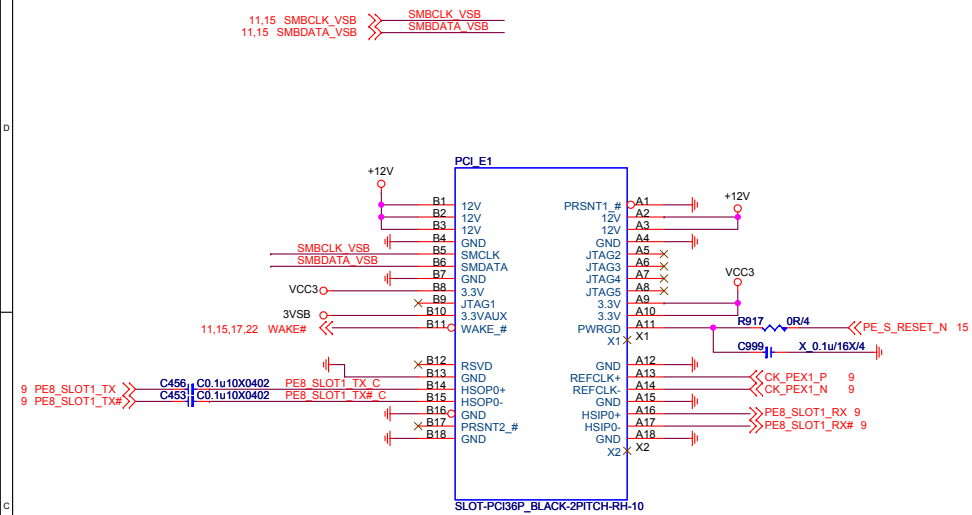 11,15 SMBCLK_VSB SMBCLK_VSB
11,15 SMBDATA_VSB SMBDATA_VSB
D
PCI_E1
+12V
+12V
B1 12V PRSNT1_# A1
B2 12V 12V A2
B3 12V 12V A3
B4 GND GND A4
SMBCLK_VSB B5 SMCLK JTAG2 A5
SMBDATA_VSB B6 SMDATA JTAG3 A6
B7 GND JTAG4 A7
VCC3
VCC3 B8 3.3V JTAG5 A8
B9 JTAG1 3.3V A9
3VSB B10 3.3VAUX 3.3V A10
11,15,17,22 WAKE# B11 WAKE_# PWRGD A11 R917 0R/4 PE_S_RESET_N 15
X1 X1
C999 X_0.1u/16X/4
B12 RSVD GND A12
B13 GND REFCLK+ A13 CK_PEX1_P 9
9 PE8_SLOT1_TX C456 C0.1u10X0402 PE8_SLOT1_TX_C B14 HSOP0+ REFCLK- A14 CK_PEX1_N 9
9 PE8_SLOT1_TX# C453 C0.1u10X0402 PE8_SLOT1_TX#_C B15 HSOP0- GND A15
B16 GND HSIP0+ A16 PE8_SLOT1_RX 9
B17 PRSNT2_# HSIP0- A17 PE8_SLOT1_RX# 9
B18 GND GND A18
X2 X2
C
SLOT-PCI36P_BLACK-2PITCH-RH-10